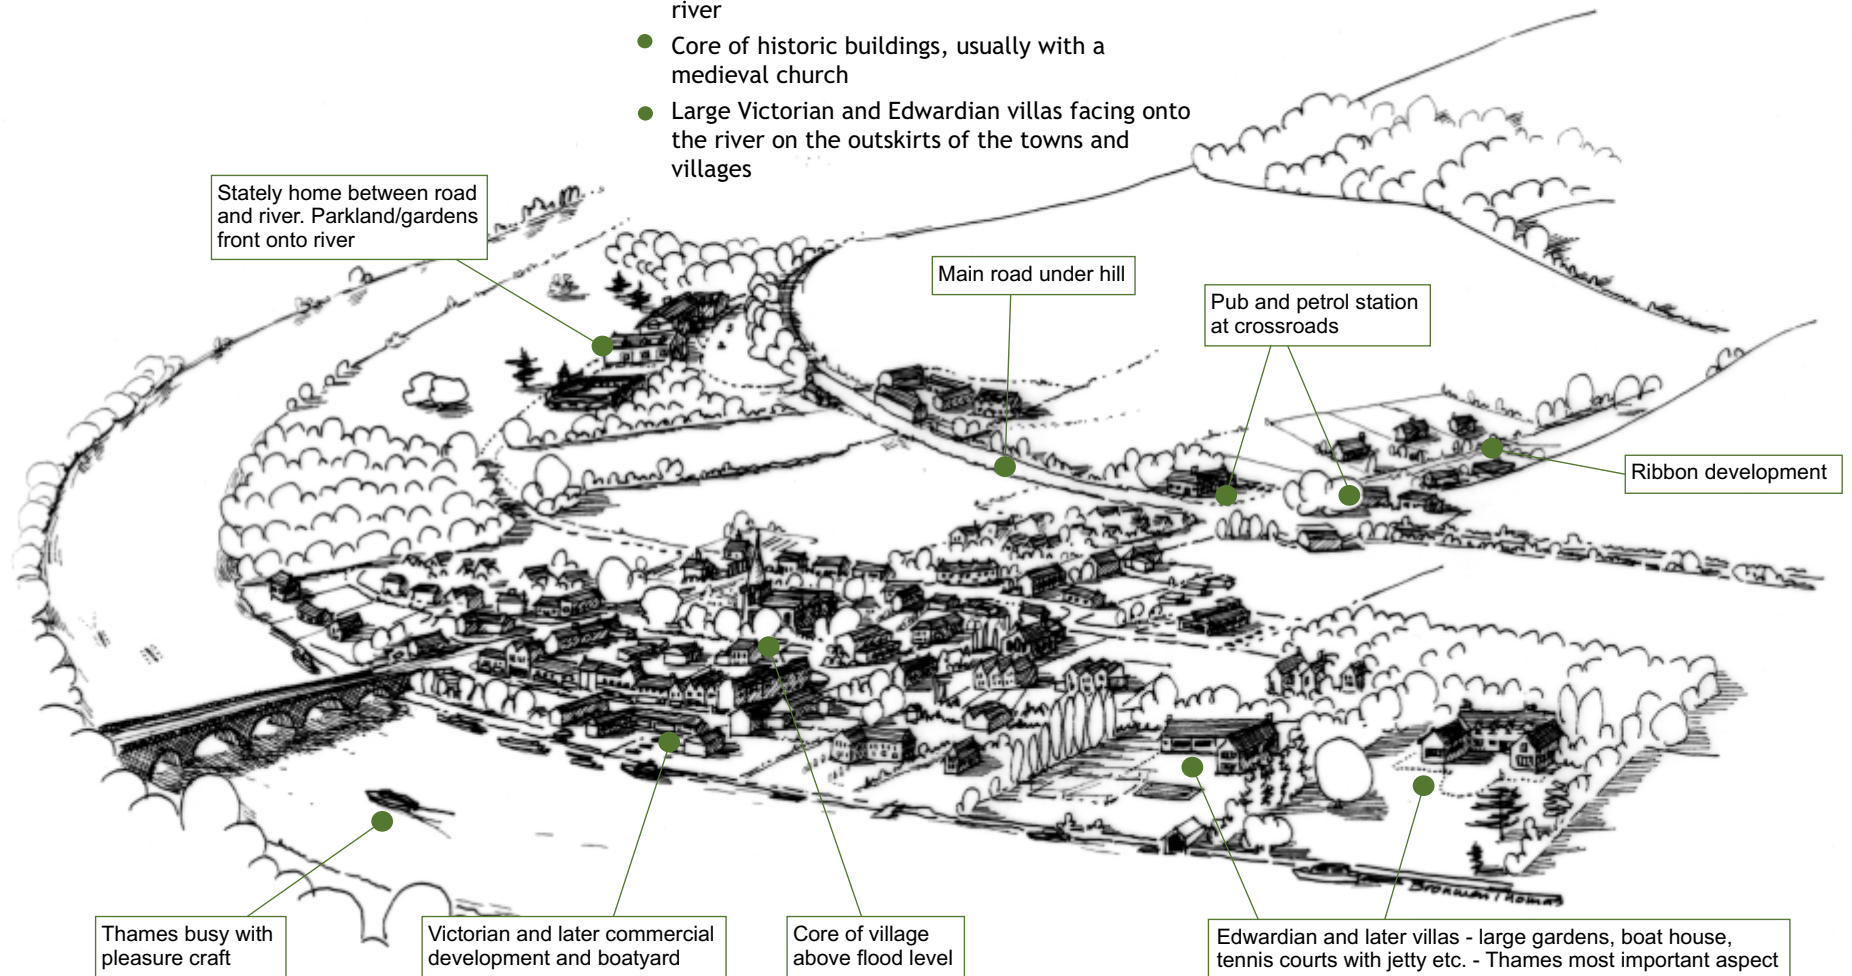 river
Core of historic buildings, usually with a
medieval church
Large Victorian and Edwardian villas facing onto
the river on the outskirts of the towns and
villages
Stately home between road
and river. Parkland/gardens
front onto river
Main road under hill
Pub and petrol station
at crossroads
Ribbon development
Thames busy with
pleasure craft
Victorian and later commercial
development and boatyard
Core of village
above flood level
Edwardian and later villas - large gardens, boat house,
tennis courts with jetty etc. - Thames most important aspect
Bronwen Thomas